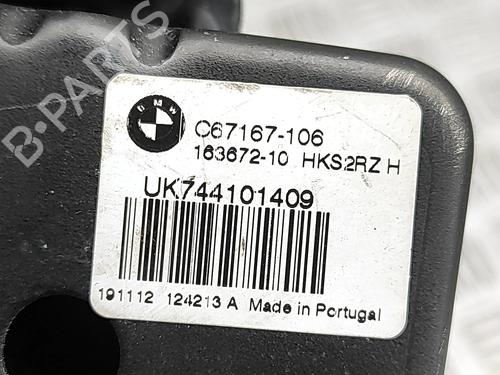 B-PARTS
BMW
C67167-106
163672-10 HKS2RZ H
UK744101409
191112 124213 A Made in Portugal